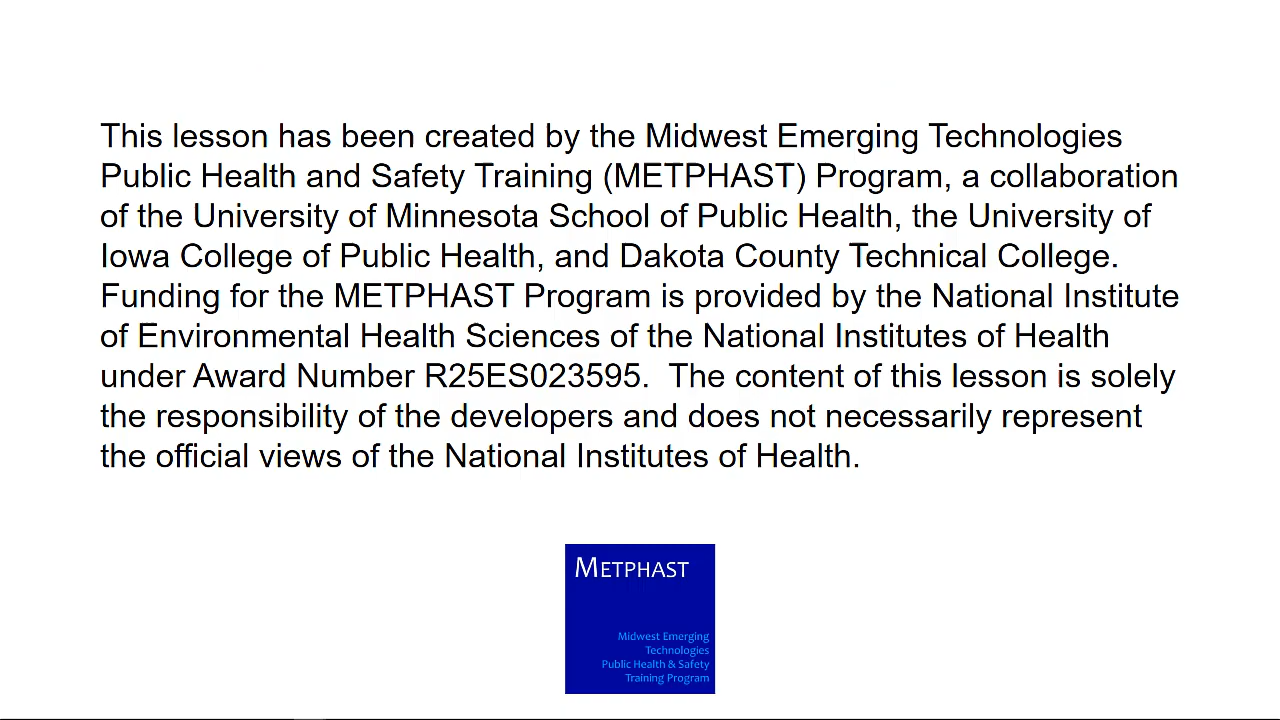 This lesson has been created by the Midwest Emerging Technologies
Public Health and Safety Training (METPHAST) Program, a collaboration
of the University of Minnesota School of Public Health, the University of
Iowa College of Public Health, and Dakota County Technical College.
Funding for the METPHAST Program is provided by the National Institute
of Environmental Health Sciences of the National Institutes of Health
under Award Number R25ES023595.  The content of this lesson is solely
the responsibility of the developers and does not necessarily represent
the official views of the National Institutes of Health.
METPHAST
Midwest Emerging
Technologies
Public Health & Safety
Training Program